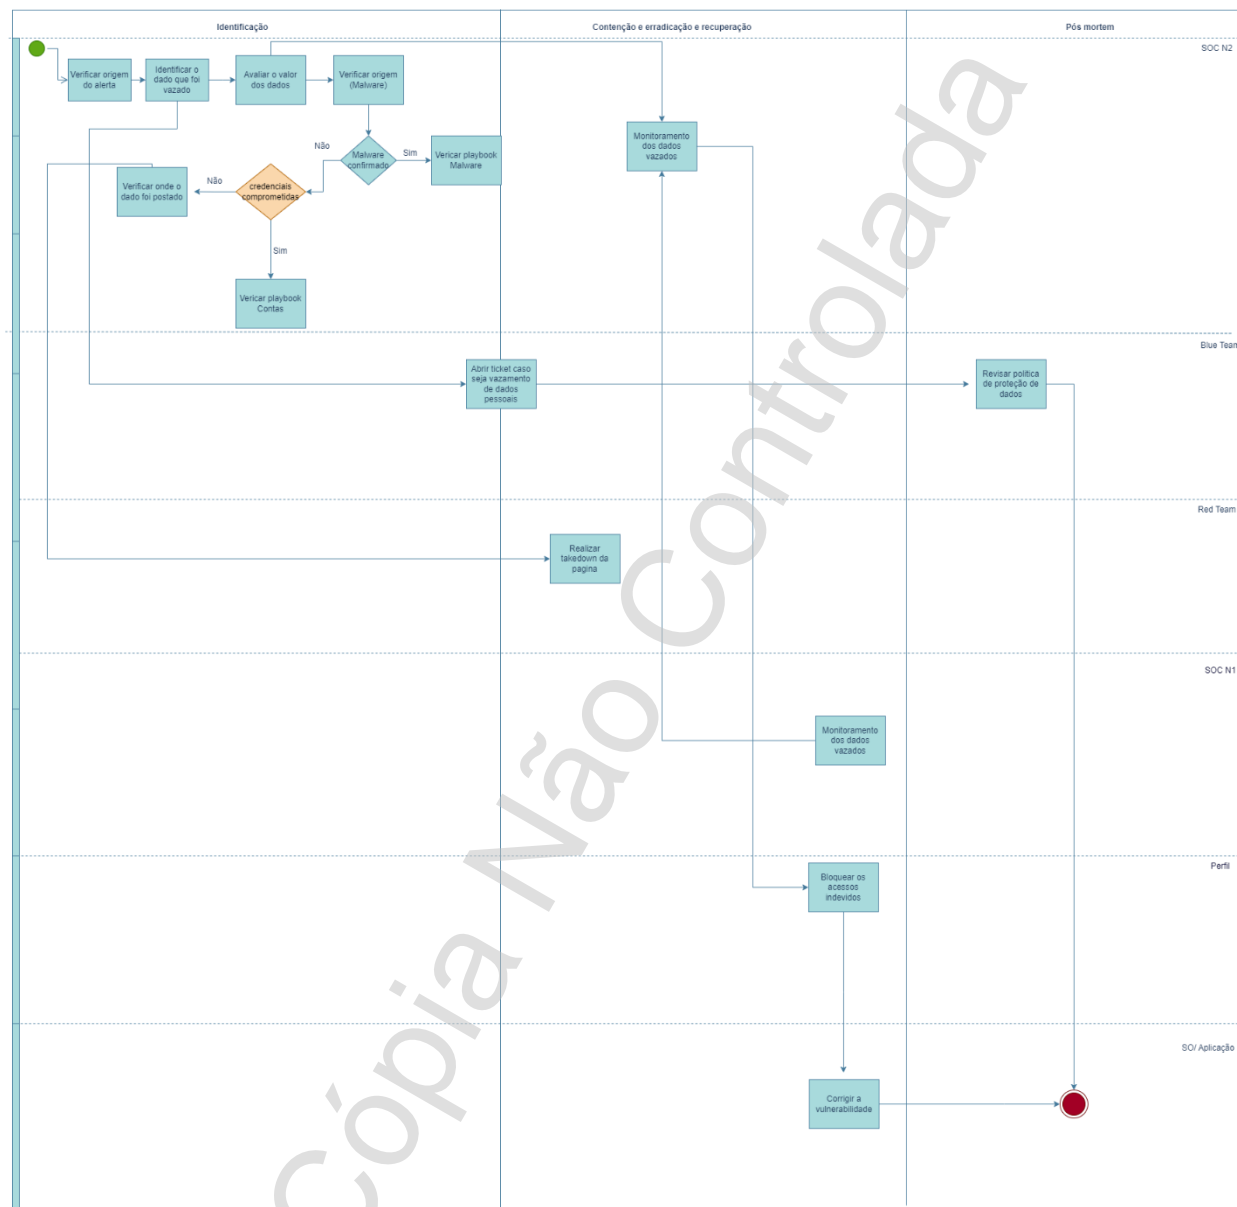 Identificação
Contenção e erradicação e recuperação
Pós mortem
SOC N2
Verificar origem
do alerta
Identificar o
dado que foi
vazado
Avaliar o valor
dos dados
Verificar origem
(Malware)
Monitoramento
dos dados
vazados
Não
Malware
confirmado
Sim
Vericar playbook
Malware
Verificar onde o
dado foi postado
Não
credenciais
comprometidas
Sim
Vericar playbook
Contas
Blue Team
Abrir ticket caso
seja vazamento
de dados
pessoais
Revisar política
de proteção de
dados
Red Team
Realizar
takedown da
pagina
SOC N1
Monitoramento
dos dados
vazados
Perfil
Bloquear os
acessos
indevidos
SO/ Aplicação
Corrigir a
vulnerabilidade
Cópia Não Controlada